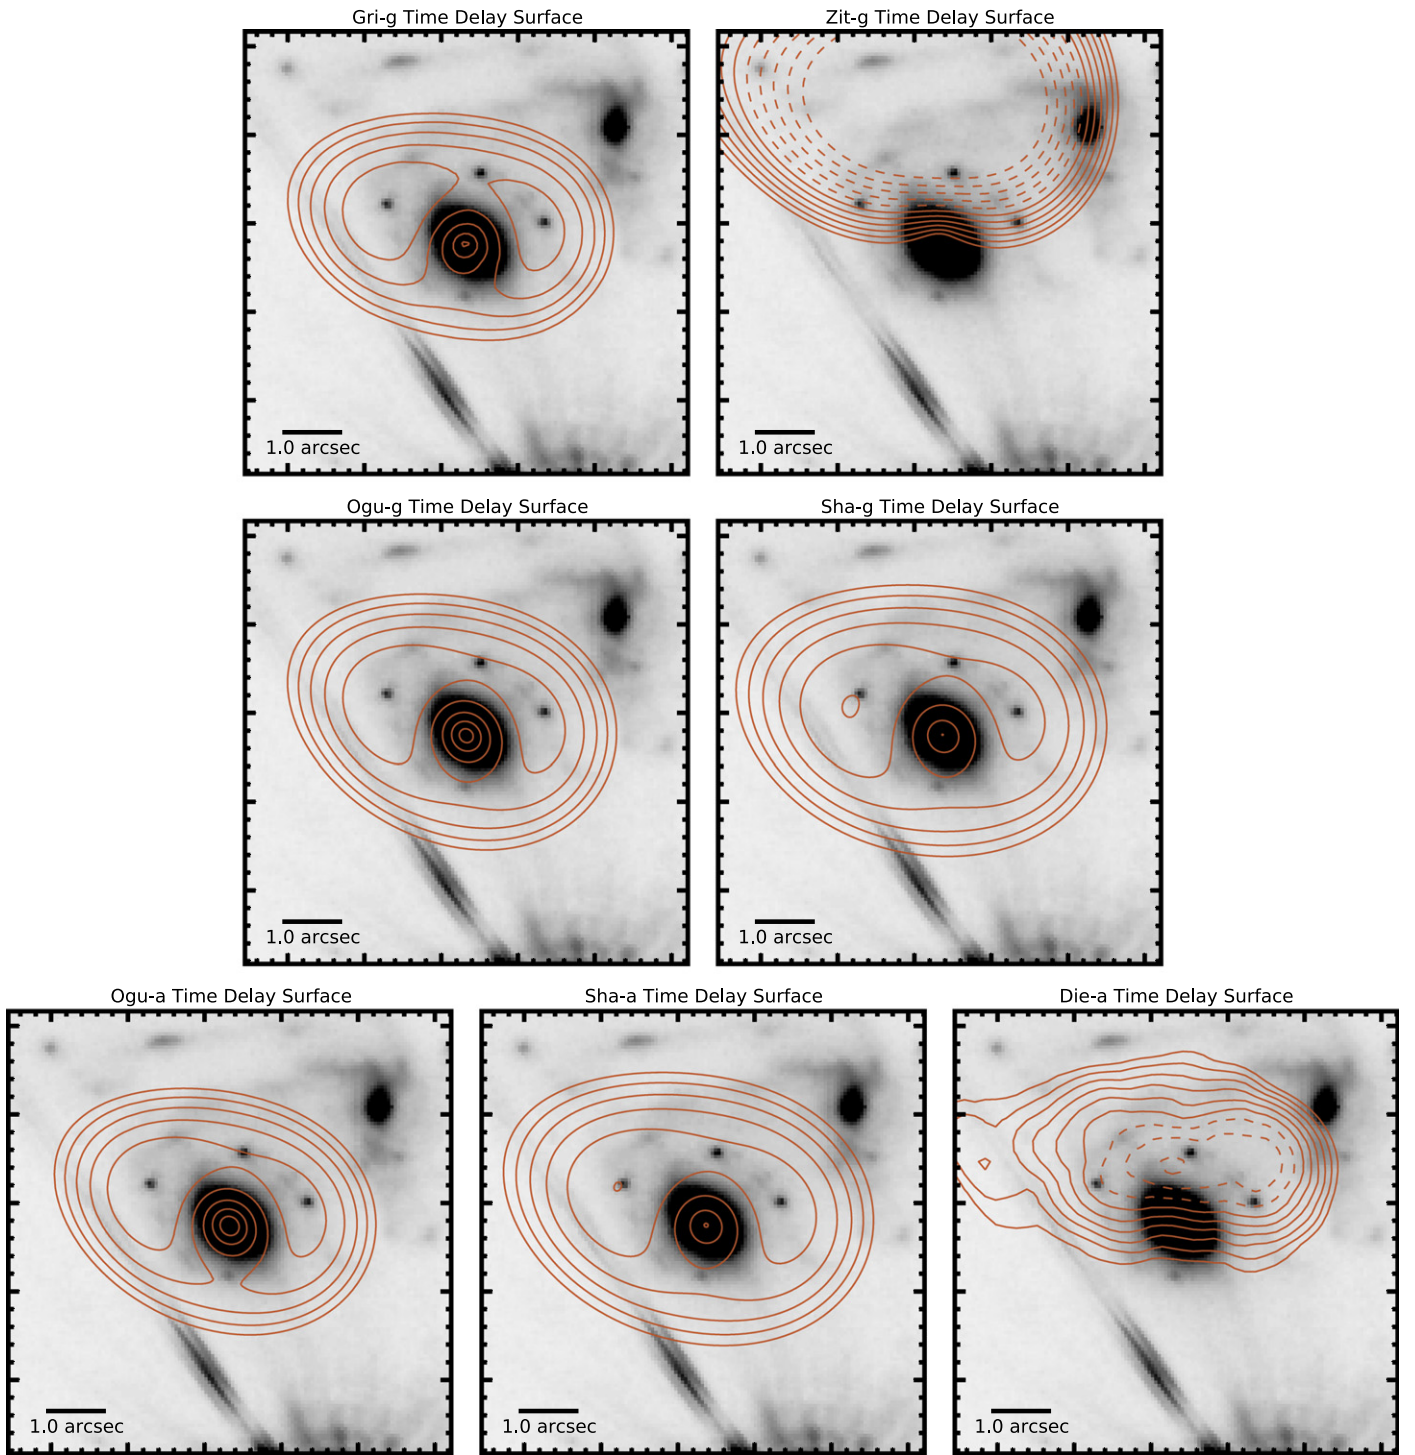 Gri-g Time Delay Surface
Zit-g Time Delay Surface
1.0 arcsec
1.0 arcsec
Ogu-g Time Delay Surface
Sha-g Time Delay Surface
1.0 arcsec
1.0 arcsec
Ogu-a Time Delay Surface
Sha-a Time Delay Surface
Die-a Time Delay Surface
1.0 arcsec
1.0 arcsec
1.0 arcsec